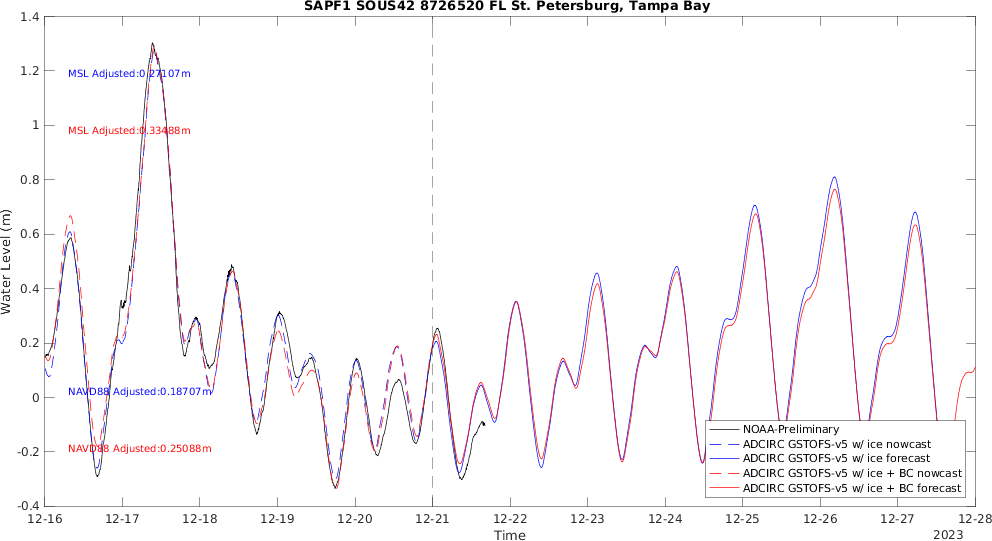 SAPF1 SOUS42 8726520 FL St. Petersburg, Tampa Bay
Water Level (m)
1.4
1.2
1
0.8
0.6
0.4
0.2
0
-0.2
-0.4
MSL Adjusted:0.27107m
MSL Adjusted:0.33488m
NAVD88 Adjusted:0.18707m
NAVD88 Adjusted:0.25088m
NOAA-Preliminary
ADCIRC GSTOFS-v5 w/ ice nowcast
ADCIRC GSTOFS-v5 w/ ice forecast
ADCIRC GSTOFS-v5 w/ ice + BC nowcast
ADCIRC GSTOFS-v5 w/ ice + BC forecast
12-16 12-17 12-18 12-19 12-20 12-21 12-22 12-23 12-24 12-25 12-26 12-27 12-28
Time
2023